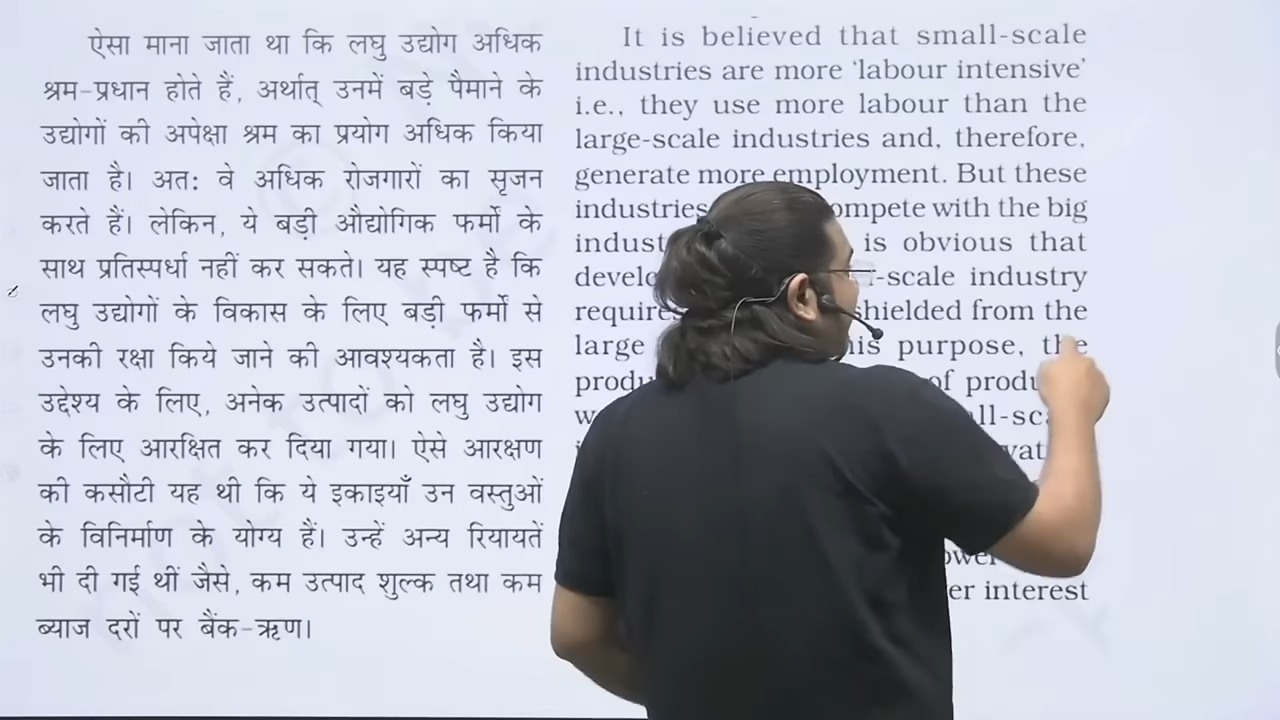 ऐसा माना जाता था कि लघु उद्योग अधिक
श्रम-प्रधान होते हैं, अर्थात् उनमें बड़े पैमाने के
उद्योगों की अपेक्षा श्रम का प्रयोग अधिक किया
जाता है। अतः वे अधिक रोजगारों का सृजन
करते हैं। लेकिन, ये बड़ी औद्योगिक फर्मों के
साथ प्रतिस्पर्धा नहीं कर सकते। यह स्पष्ट है कि
लघु उद्योगों के विकास के लिए बड़ी फर्मों से
उनकी रक्षा किये जाने की आवश्यकता है। इस
उद्देश्य के लिए, अनेक उत्पादों को लघु उद्योग
के लिए आरक्षित कर दिया गया। ऐसे आरक्षण
की कसौटी यह थी कि ये इकाइयाँ उन वस्तुओं
के विनिर्माण के योग्य हैं। उन्हें अन्य रियायतें
भी दी गई थीं जैसे, कम उत्पाद शुल्क तथा कम
ब्याज दरों पर बैंक-ऋण।
It is believed that small-scale
industries are more ‘labour intensive’
i.e., they use more labour than the
large-scale industries and, therefore,
generate more employment. But these
industries compete with the big
is obvious that
-scale industry
shielded from the
large purpose, the
of
er interest